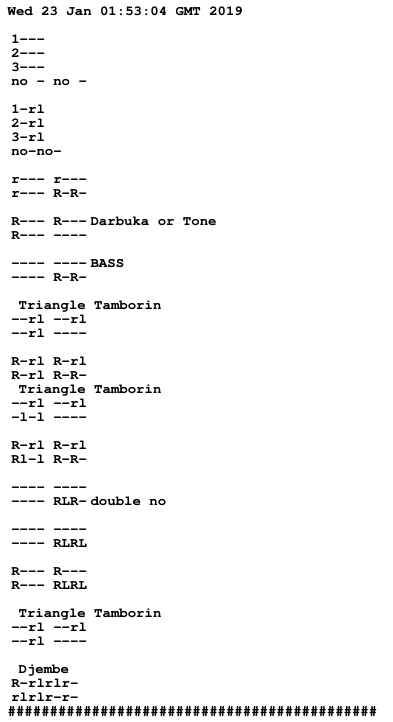 Wed 23 Jan 01:53:04 GMT 2019
1---
2---
3---
no - no -
1-rl
2-rl
3-rl
no-no-
r--- r---
r--- R-R-
R--- R--- Darbuka or Tone
R--- ----
---- ---- BASS
---- R-R-
Triangle Tamborin
--rl --rl
--rl ----
R-rl R-rl
R-rl R-R-
Triangle Tamborin
--rl --rl
-l-l ----
R-rl R-rl
Rl-l R-R-
---- ----
---- RLR- double no
---- ----
---- RLRL
R--- R---
R--- RLRL
Triangle Tamborin
--rl --rl
--rl ----
Djembe
R-rlrlr-
rlrlr-r-
############################################